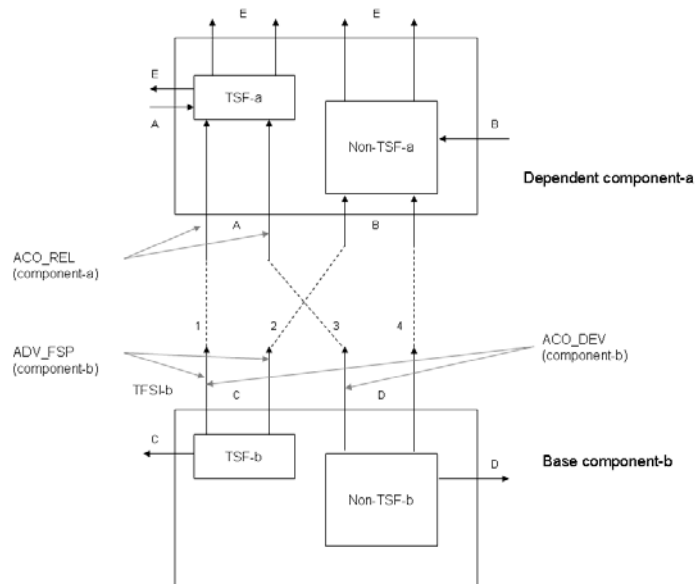 E E
E
TSF-a
A
B
Non-TSF-a
Dependent component-a
A B
ACO_REL
(component-a)
1 2 3 4
ADV_FSP
(component-b)
ACO_DEV
(component-b)
TFSI-b
C D
C
TSF-b
Base component-b
D
Non-TSF-b